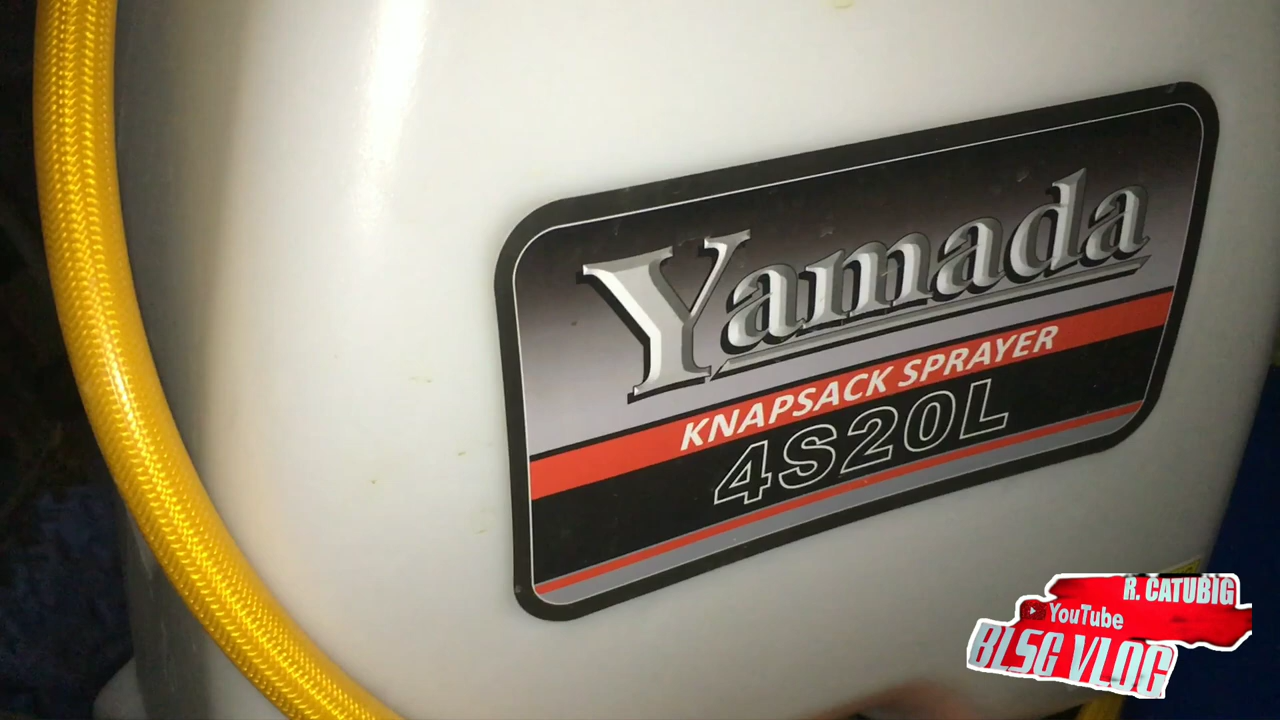 Yamada
KNAPSACK SPRAYER
4S20L
R. CATUBIG
YouTube
BLSG VLOG